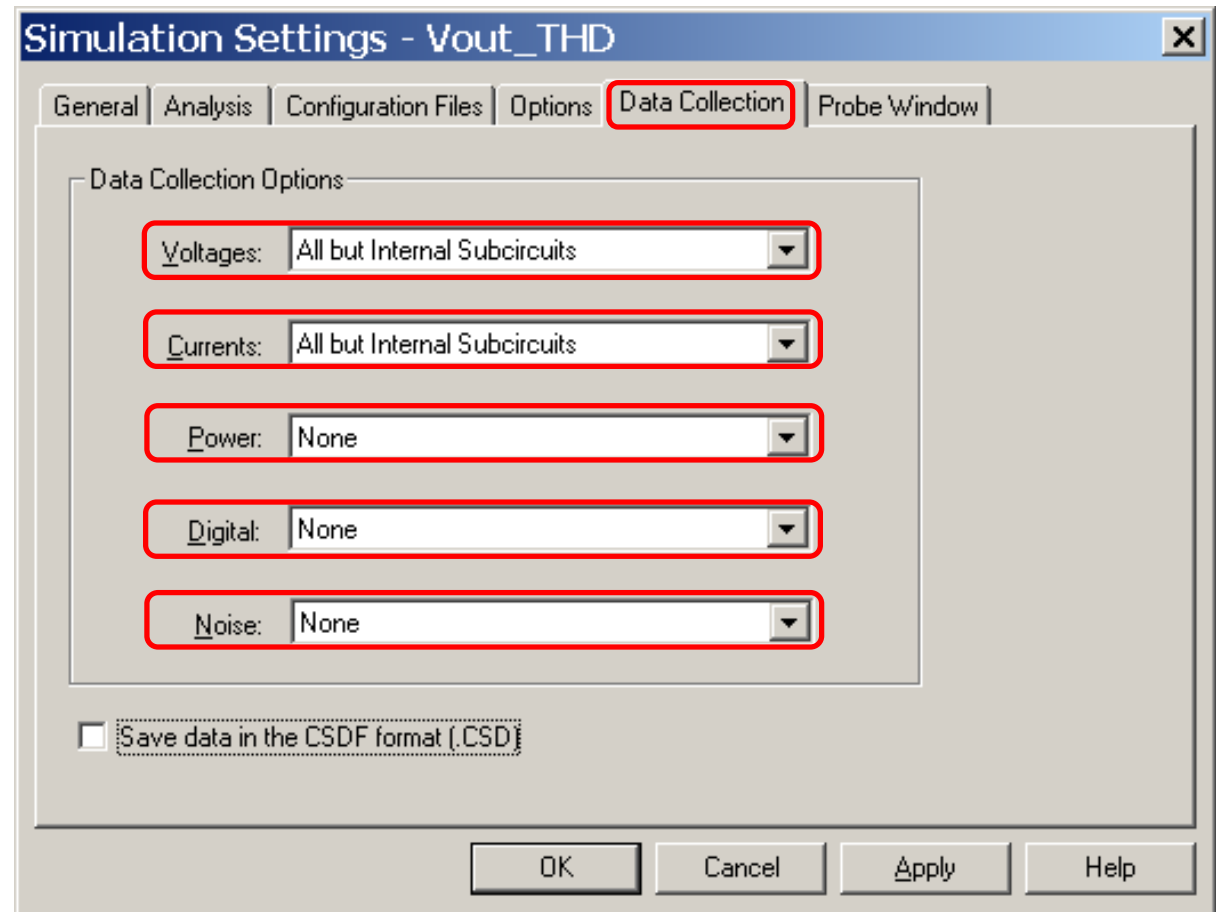 Simulation Settings - Vout_THD
General Analysis Configuration Files Options Data Collection Probe Window
Data Collection Options
Voltages: All but Internal Subcircuits
Currents: All but Internal Subcircuits
Power: None
Digital: None
Noise: None
Save data in the CSDF format (.CSD)
OK Cancel Apply Help